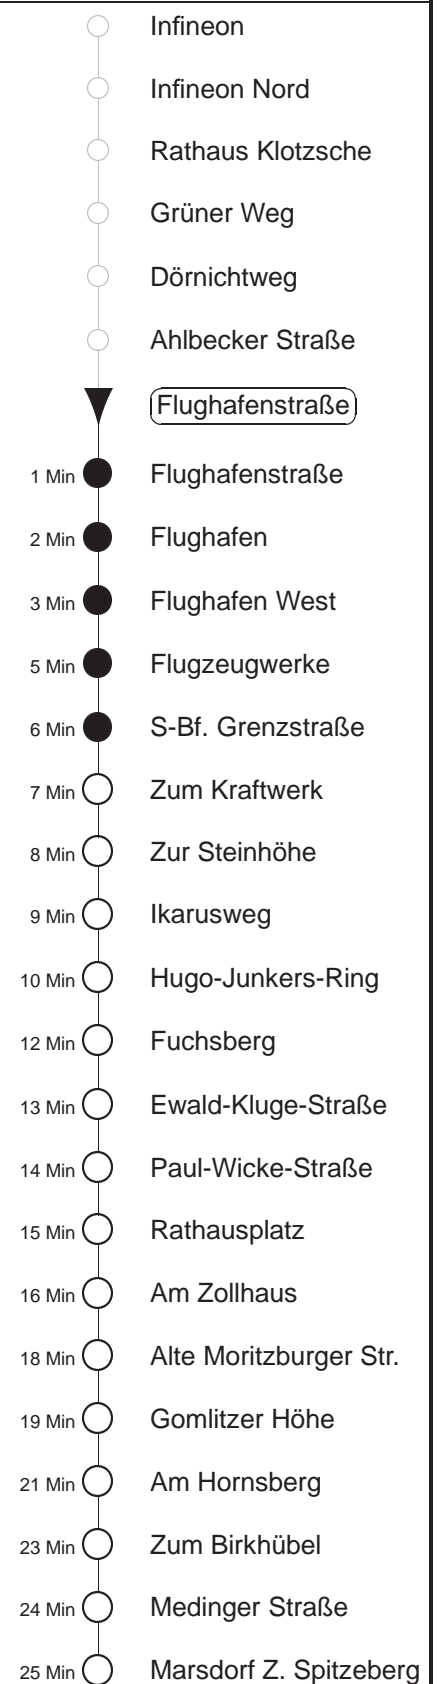 Infineon
Infineon Nord
Rathaus Klotzsche
Grüner Weg
Dörnichtweg
Ahlbecker Straße
Flughafenstraße
1 Min Flughafenstraße
2 Min Flughafen
3 Min Flughafen West
5 Min Flugzeugwerke
6 Min S-Bf. Grenzstraße
7 Min Zum Kraftwerk
8 Min Zur Steinhöhe
9 Min Ikarusweg
10 Min Hugo-Junkers-Ring
12 Min Fuchsberg
13 Min Ewald-Kluge-Straße
14 Min Paul-Wicke-Straße
15 Min Rathausplatz
16 Min Am Zollhaus
18 Min Alte Moritzburger Str.
19 Min Gomlitzer Höhe
21 Min Am Hornsberg
23 Min Zum Birkhübel
24 Min Medinger Straße
25 Min Marsdorf Z. Spitzeberg